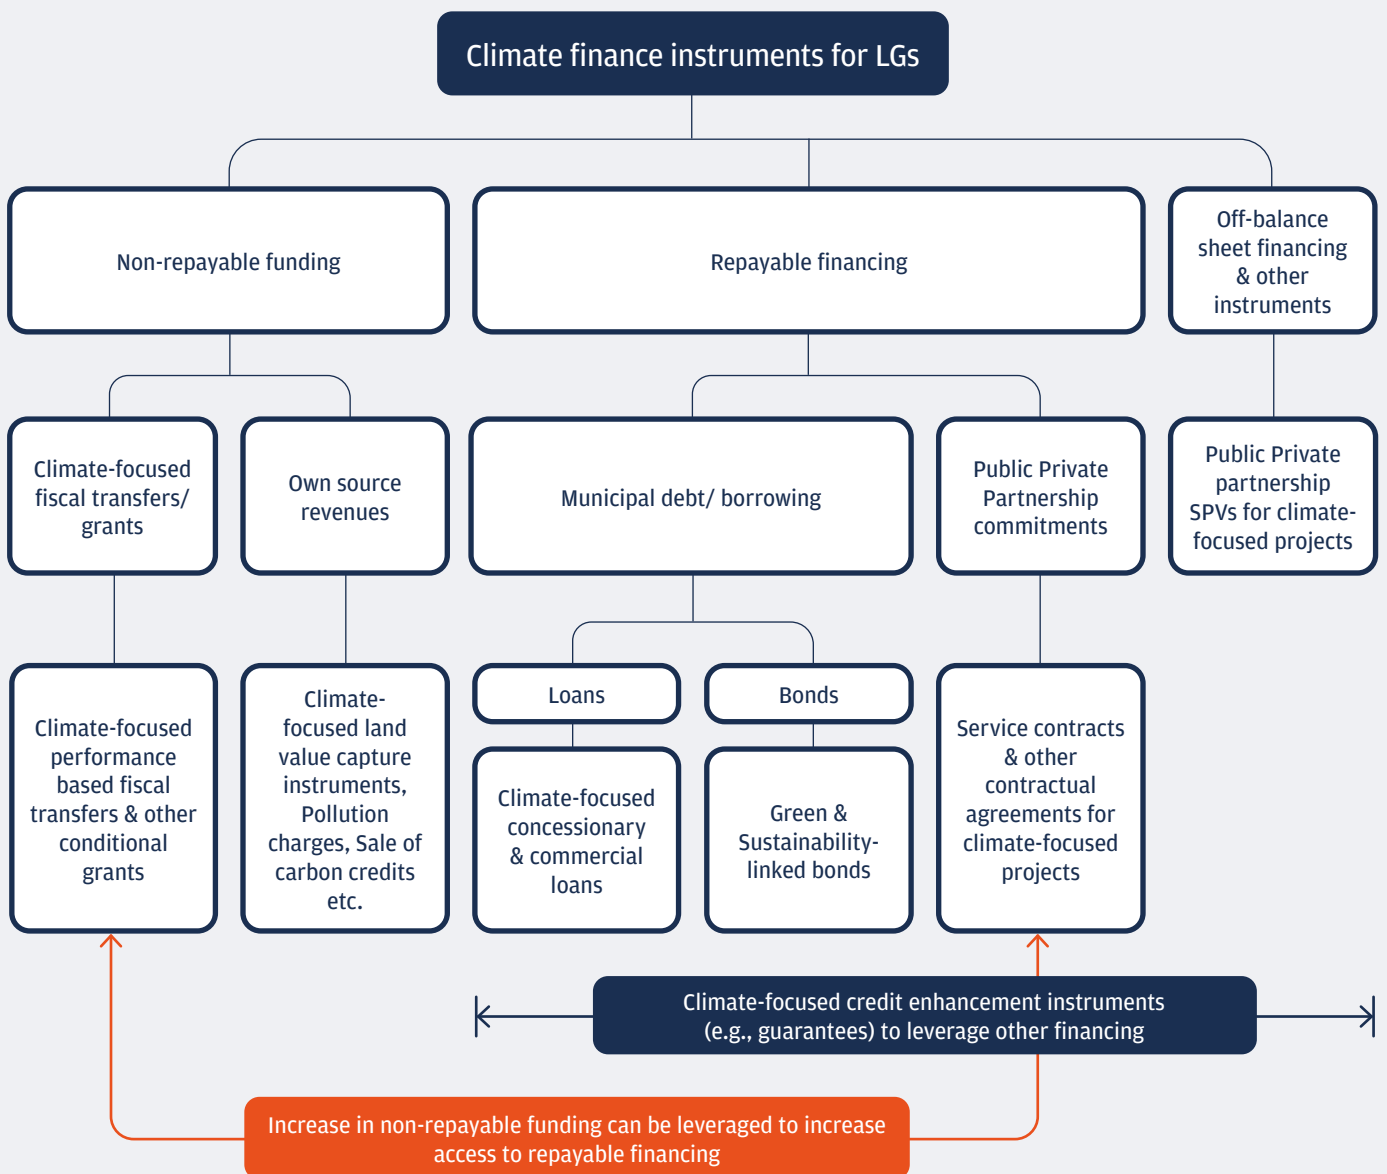 Climate finance instruments for LGs
Non-repayable funding
Repayable financing
Off-balance
sheet financing
& other
instruments
Climate-focused
fiscal transfers/
grants
Own source
revenues
Municipal debt/ borrowing
Public Private
Partnership
commitments
Public Private
partnership
SPVs for climate-
focused projects
Climate-focused
performance
based fiscal
transfers & other
conditional
grants
Climate-
focused land
value capture
instruments,
Pollution
charges, Sale of
carbon credits
etc.
Loans
Climate-focused
concessionary
& commercial
loans
Bonds
Green &
Sustainability-
linked bonds
Service contracts
& other
contractual
agreements for
climate-focused
projects
Climate-focused credit enhancement instruments
(e.g., guarantees) to leverage other financing
Increase in non-repayable funding can be leveraged to increase
access to repayable financing